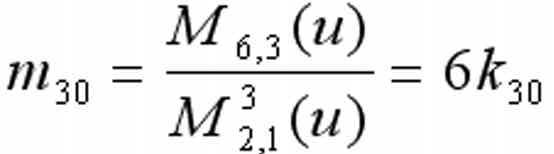 m_{30} = \frac{M_{6,3}(u)}{M_{2,1}^{3}(u)} = 6k_{30}